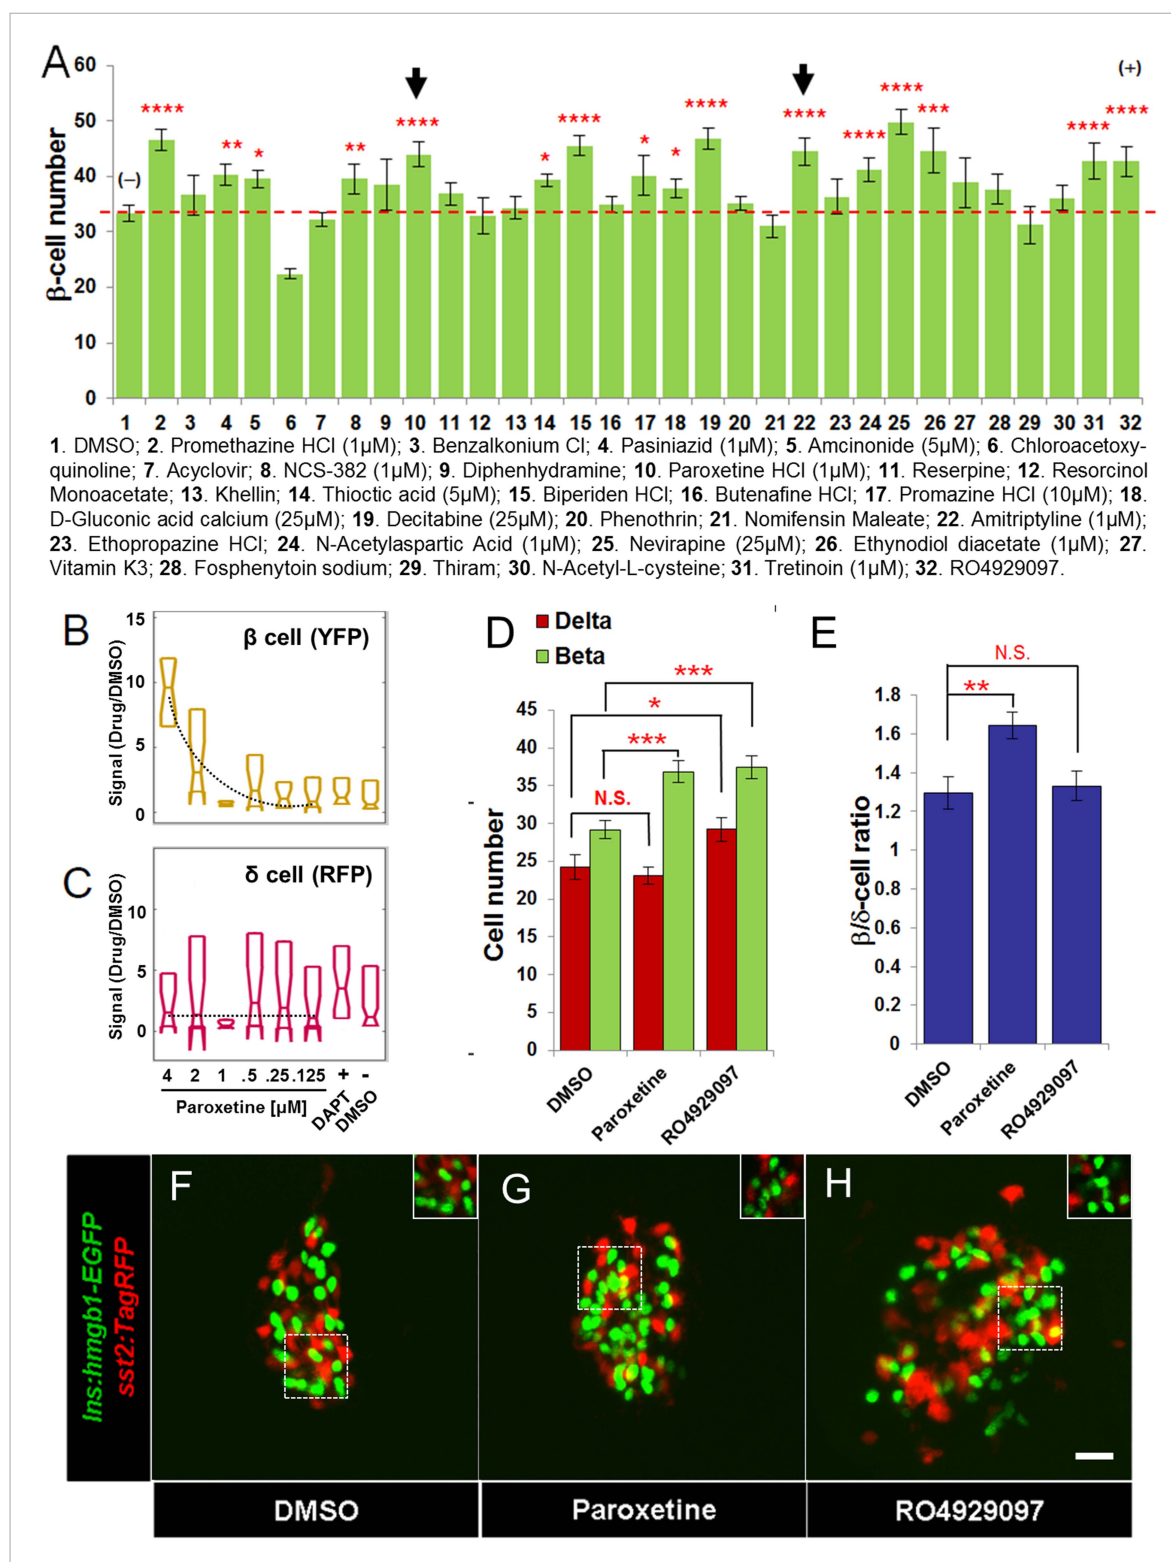 A
β-cell number
60
50
40
30
20
10
0
(–)
****
**
*
**
****
*
****
*
*
****
****
****
****
***
****
****
(+)
1 2 3 4 5 6 7 8 9 10 11 12 13 14 15 16 17 18 19 20 21 22 23 24 25 26 27 28 29 30 31 32
1. DMSO; 2. Promethazine HCl (1µM); 3. Benzalkonium Cl; 4. Pasiniazid (1µM); 5. Amcinonide (5µM); 6. Chloroacetoxy-
quinoline; 7. Acyclovir; 8. NCS-382 (1µM); 9. Diphenhydramine; 10. Paroxetine HCl (1µM); 11. Reserpine; 12. Resorcinol
Monoacetate; 13. Khellin; 14. Thioctic acid (5µM); 15. Biperiden HCl; 16. Butenafine HCl; 17. Promazine HCl (10µM); 18.
D-Gluconic acid calcium (25µM); 19. Decitabine (25µM); 20. Phenothrin; 21. Nomifensin Maleate; 22. Amitriptyline (1µM);
23. Ethopropazine HCl; 24. N-Acetylaspartic Acid (1µM); 25. Nevirapine (25µM); 26. Ethynodiol diacetate (1µM); 27.
Vitamin K3; 28. Fosphenytoin sodium; 29. Thiram; 30. N-Acetyl-L-cysteine; 31. Tretinoin (1µM); 32. RO4929097.
B
β cell (YFP)
Signal (Drug/DMSO)
15
10
5
0
C
δ cell (RFP)
Signal (Drug/DMSO)
10
5
0
4 2 1 .5 .25 .125 + -
Paroxetine [µM]
DAPT
DMSO
D
Delta
Beta
Cell number
45
40
35
30
25
20
15
10
5
0
***
*
***
N.S.
DMSO
Paroxetine
RO4929097
E
β/δ-cell ratio
1.8
1.6
1.4
1.2
1
0.8
0.6
0.4
0.2
0
N.S.
**
DMSO
Paroxetine
RO4929097
Ins:hmgb1-EGFP
sst2:TagRFP
F
G
H
DMSO
Paroxetine
RO4929097